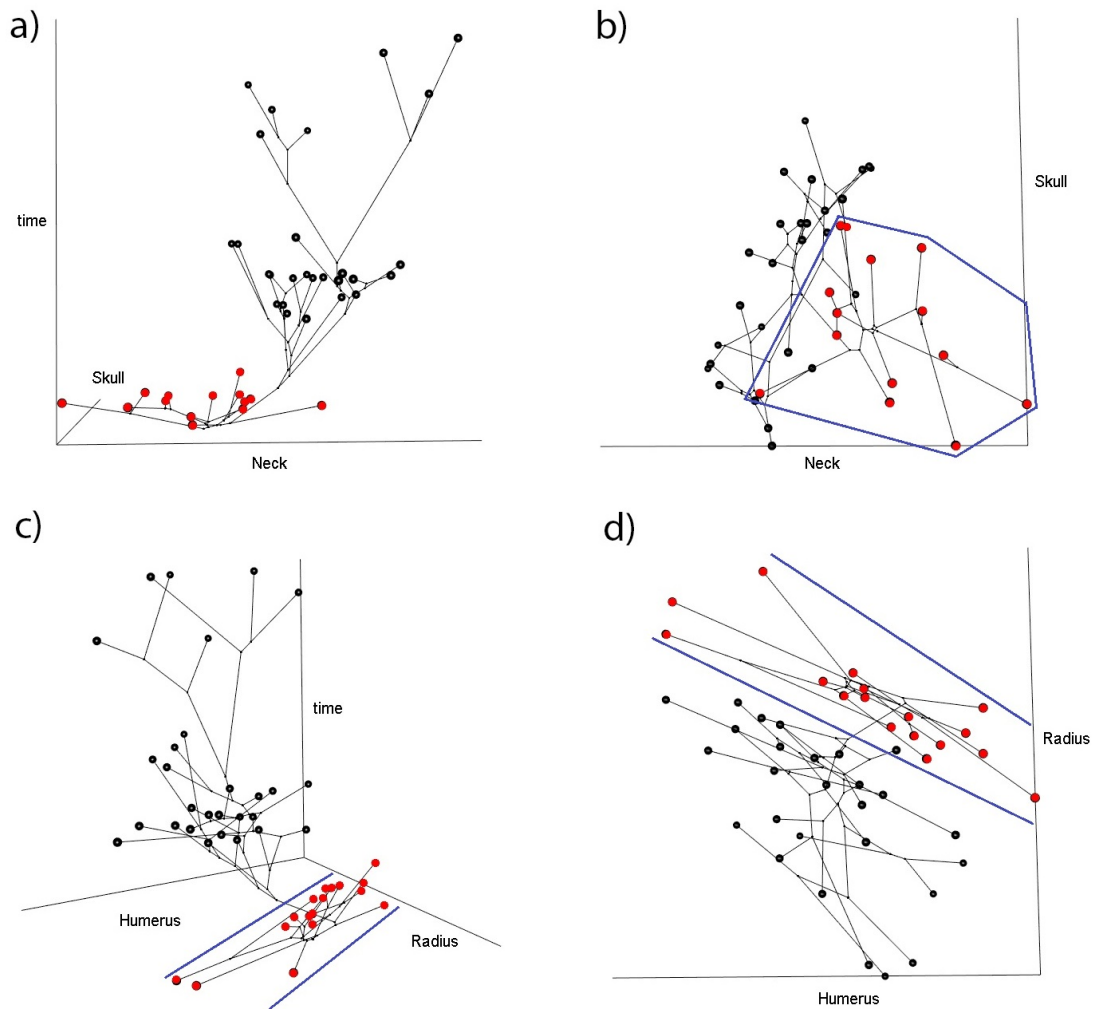 a)
time
Skull
Neck
b)
Skull
Neck
c)
time
Humerus
Radius
d)
Radius
Humerus